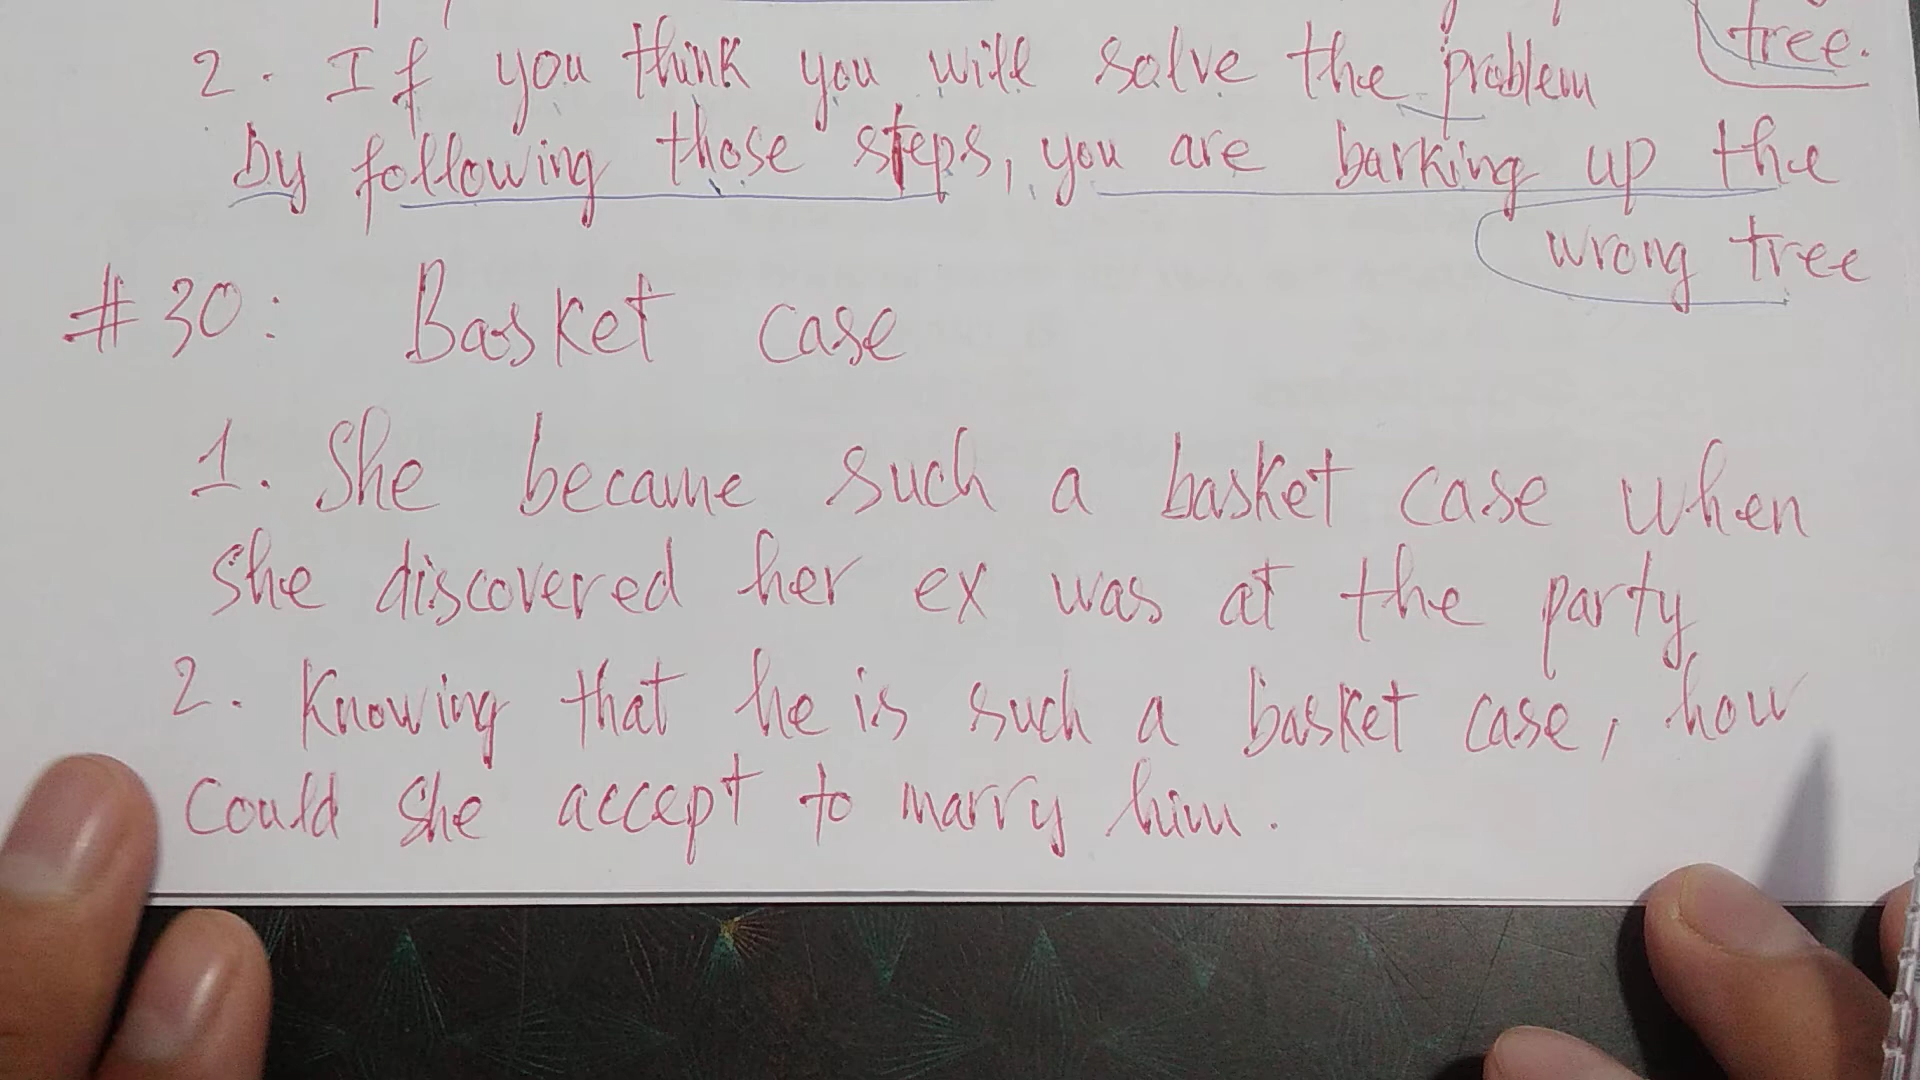 tree.
2. If you think you will solve the problem
by following those steps, you are barking up the
wrong tree
#30: Basket case
1. She became such a basket case when
she discovered her ex was at the party
2. Knowing that he is such a basket case, how
could she accept to marry him.